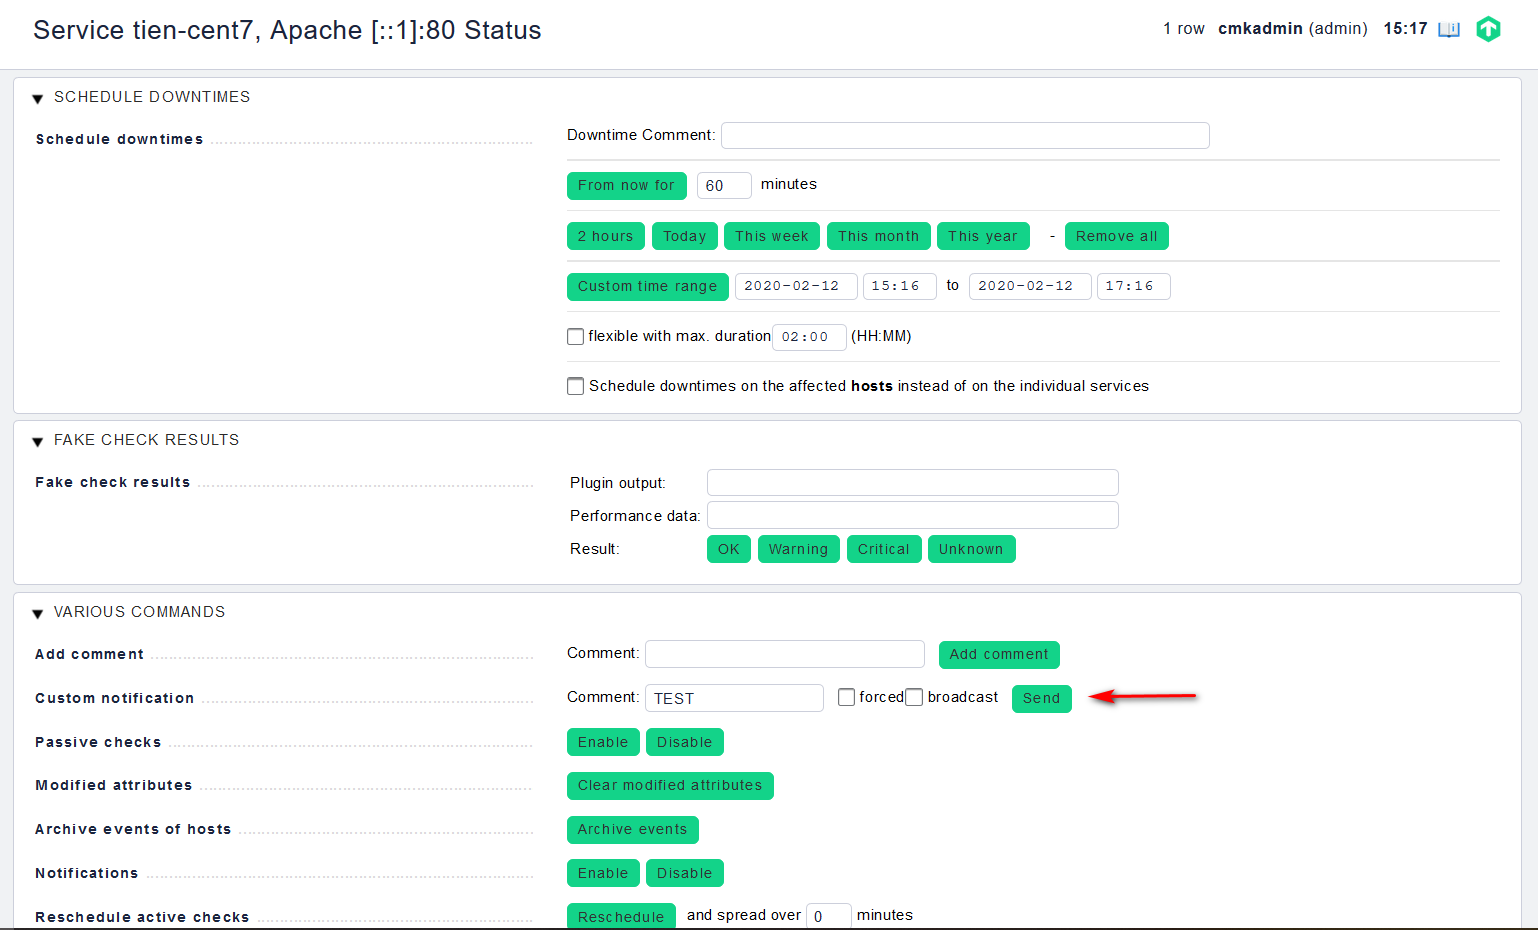 Service tien-cent7, Apache [::1]:80 Status
1 row cmkadmin (admin) 15:17
SCHEDULE DOWNTIMES
Schedule downtimes
Downtime Comment:
From now for 60 minutes
2 hours Today This week This month This year - Remove all
Custom time range 2020-02-12 15:16 to 2020-02-12 17:16
flexible with max. duration 02:00 (HH:MM)
Schedule downtimes on the affected hosts instead of on the individual services
FAKE CHECK RESULTS
Fake check results
Plugin output:
Performance data:
Result: OK Warning Critical Unknown
VARIOUS COMMANDS
Add comment Comment: Add comment
Custom notification Comment: TEST forced broadcast Send
Passive checks Enable Disable
Modified attributes Clear modified attributes
Archive events of hosts Archive events
Notifications Enable Disable
Reschedule active checks Reschedule and spread over 0 minutes